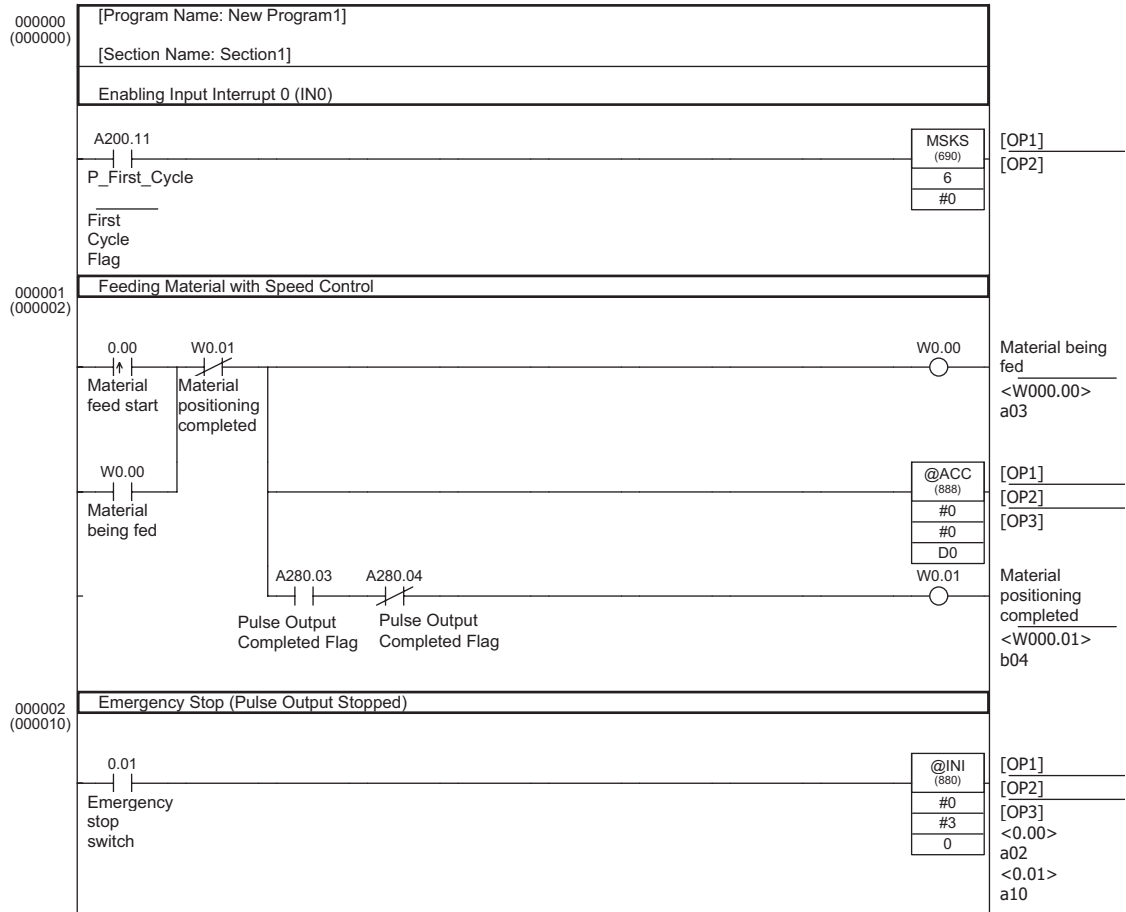 000000
(000000)
[Program Name: New Program1]
[Section Name: Section1]
Enabling Input Interrupt 0 (IN0)
A200.11
P_First_Cycle
First
Cycle
Flag
MSKS
(690)
6
#0
[OP1]
[OP2]
000001
(000002)
Feeding Material with Speed Control
0.00
Material
feed start
W0.01
Material
positioning
completed
W0.00
Material being
fed
<W000.00>
a03
W0.00
Material
being fed
@ACC
(888)
#0
#0
D0
[OP1]
[OP2]
[OP3]
A280.03
Pulse Output
Completed Flag
A280.04
Pulse Output
Completed Flag
W0.01
Material
positioning
completed
<W000.01>
b04
000002
(000010)
Emergency Stop (Pulse Output Stopped)
0.01
Emergency
stop
switch
@INI
(880)
#0
#3
0
[OP1]
[OP2]
[OP3]
<0.00>
a02
<0.01>
a10